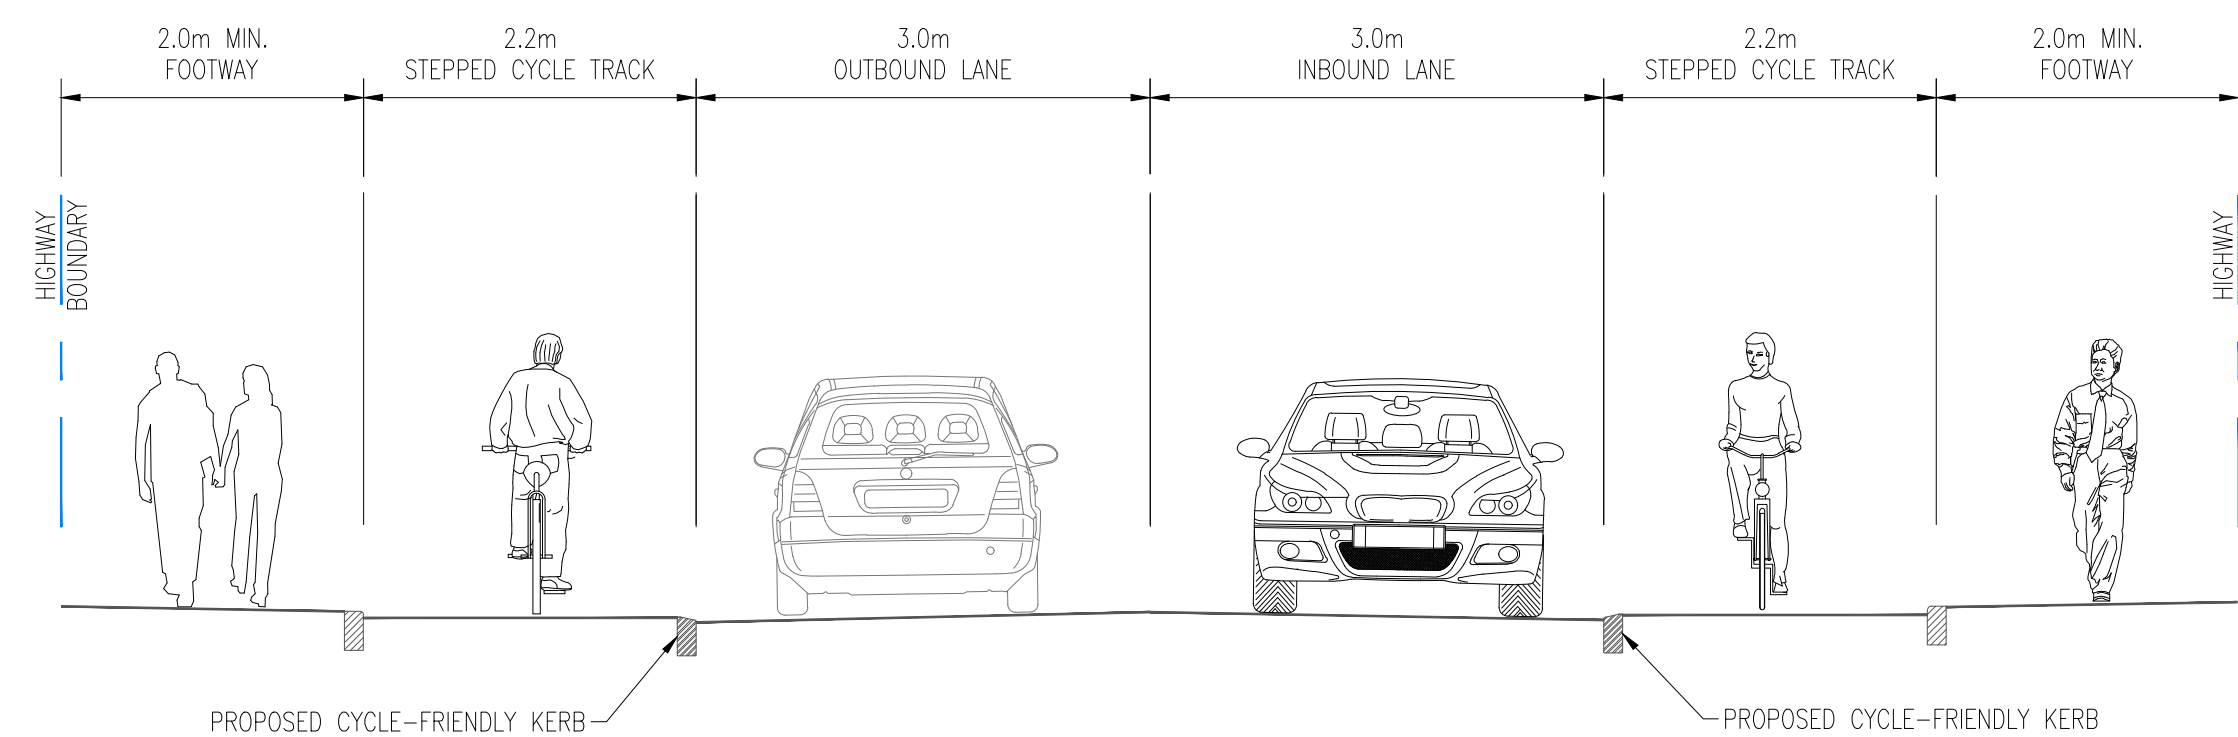 2.0m MIN.
FOOTWAY
2.2m
STEPPED CYCLE TRACK
3.0m
OUTBOUND LANE
3.0m
INBOUND LANE
2.2m
STEPPED CYCLE TRACK
2.0m MIN.
FOOTWAY
HIGHWAY
BOUNDARY
HIGHWAY
PROPOSED CYCLE-FRIENDLY KERB
PROPOSED CYCLE-FRIENDLY KERB